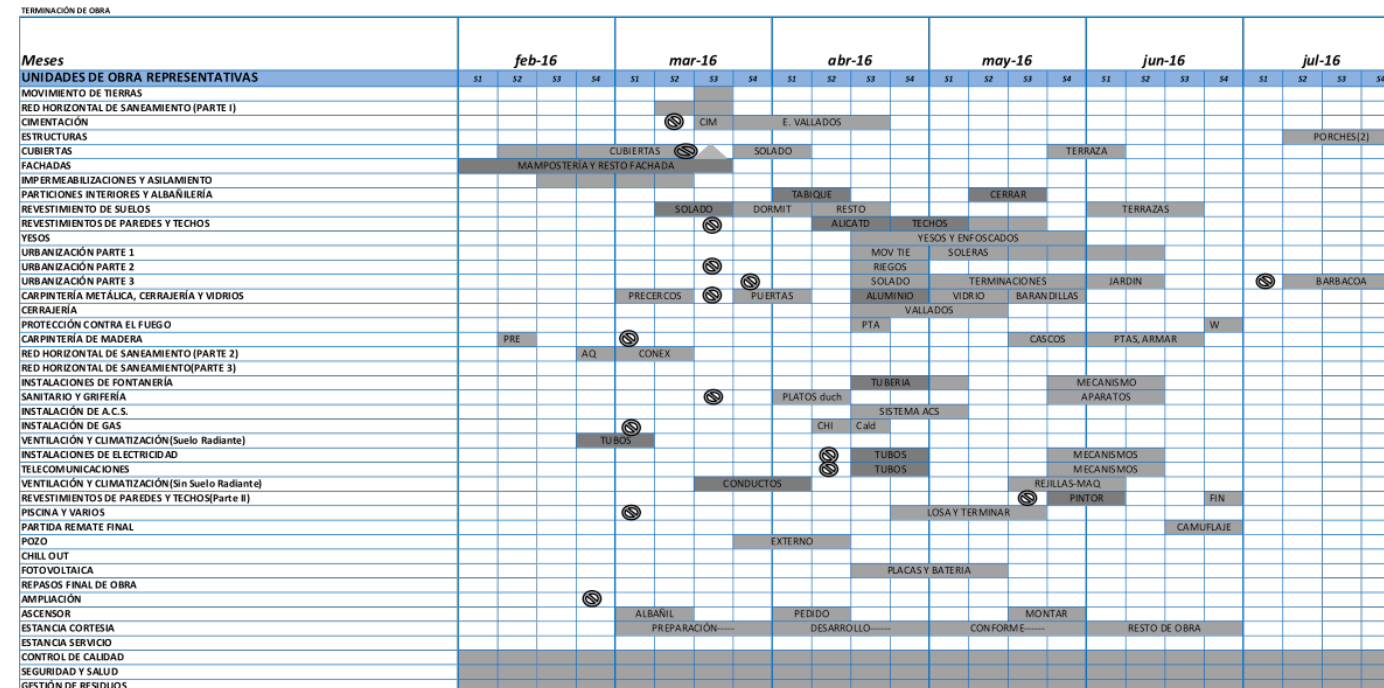 TERMINACIÓN DE OBRA
Meses feb-16 mar-16 abr-16 may-16 jun-16 jul-16
UNIDADES DE OBRA REPRESENTATIVAS S1 S2 S3 S4 S1 S2 S3 S4 S1 S2 S3 S4 S1 S2 S3 S4 S1 S2 S3 S4 S1 S2 S3 S4
MOVIMIENTO DE TIERRAS
RED HORIZONTAL DE SANEAMIENTO (PARTE I)
CIMENTACIÓN CIM E. VALLADOS
ESTRUCTURAS PORCHES(2)
CUBIERTAS CUBIERTAS SOLADO TERRAZA
FACHADAS MAMPOSTERÍA Y RESTO FACHADA
IMPERMEABILIZACIONES Y ASILAMIENTO
PARTICIONES INTERIORES Y ALBAÑILERÍA TABIQUE CERRAR
REVESTIMIENTO DE SUELOS SOLADO DORMIT RESTO TERRAZAS
REVESTIMIENTOS DE PAREDES Y TECHOS ALICATD TECHOS
YESOS YESOS Y ENFOSCADOS
URBANIZACIÓN PARTE 1 MOV TIE SOLERAS
URBANIZACIÓN PARTE 2 RIEGOS
URBANIZACIÓN PARTE 3 SOLADO TERMINACIONES JARDIN BARBACOA
CARPINTERÍA METÁLICA, CERRAJERÍA Y VIDRIOS PRECERCOS PUERTAS ALUMINIO VIDRIO BARANDILLAS
CERRAJERÍA VALLADOS
PROTECCIÓN CONTRA EL FUEGO PTA W
CARPINTERÍA DE MADERA PRE CASCOS PTAS, ARMAR
RED HORIZONTAL DE SANEAMIENTO (PARTE 2) AQ CONEX
RED HORIZONTAL DE SANEAMIENTO(PARTE 3)
INSTALACIONES DE FONTANERÍA TUBERIA MECANISMO
SANITARIO Y GRIFERÍA PLATOS duch APARATOS
INSTALACIÓN DE A.C.S. SISTEMA ACS
INSTALACIÓN DE GAS CHI Cald
VENTILACIÓN Y CLIMATIZACIÓN(Suelo Radiante) TUBOS
INSTALACIONES DE ELECTRICIDAD TUBOS MECANISMOS
TELECOMUNICACIONES TUBOS MECANISMOS
VENTILACIÓN Y CLIMATIZACIÓN(Sin Suelo Radiante) CONDUCTOS REJILLAS-MAQ
REVESTIMIENTOS DE PAREDES Y TECHOS(Parte II) PINTOR FIN
PISCINA Y VARIOS LOSA Y TERMINAR
PARTIDA REMATE FINAL CAMUFLAJE
POZO EXTERNO
CHILL OUT
FOTOVOLTAICA PLACAS Y BATERIA
REPASOS FINAL DE OBRA
AMPLIACIÓN
ASCENSOR ALBAÑIL PEDIDO MONTAR
ESTANCIA CORTESIA PREPARACIÓN----- DESARROLLO------ CONFORME------ RESTO DE OBRA
ESTANCIA SERVICIO
CONTROL DE CALIDAD
SEGURIDAD Y SALUD
GESTIÓN DE RESIDUOS